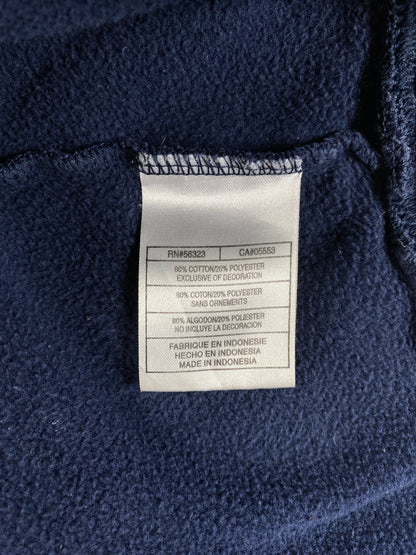 RN#56323 CA#05553
80% COTTON/20% POLYESTER
EXCLUSIVE OF DECORATION
80% COTON/20% POLYESTER
SANS ORNEMENTS
80% ALGODON/20% POLIESTER
NO INCLUYE LA DECORACION
FABRIQUE EN INDONESIE
HECHO EN INDONESIA
MADE IN INDONESIA